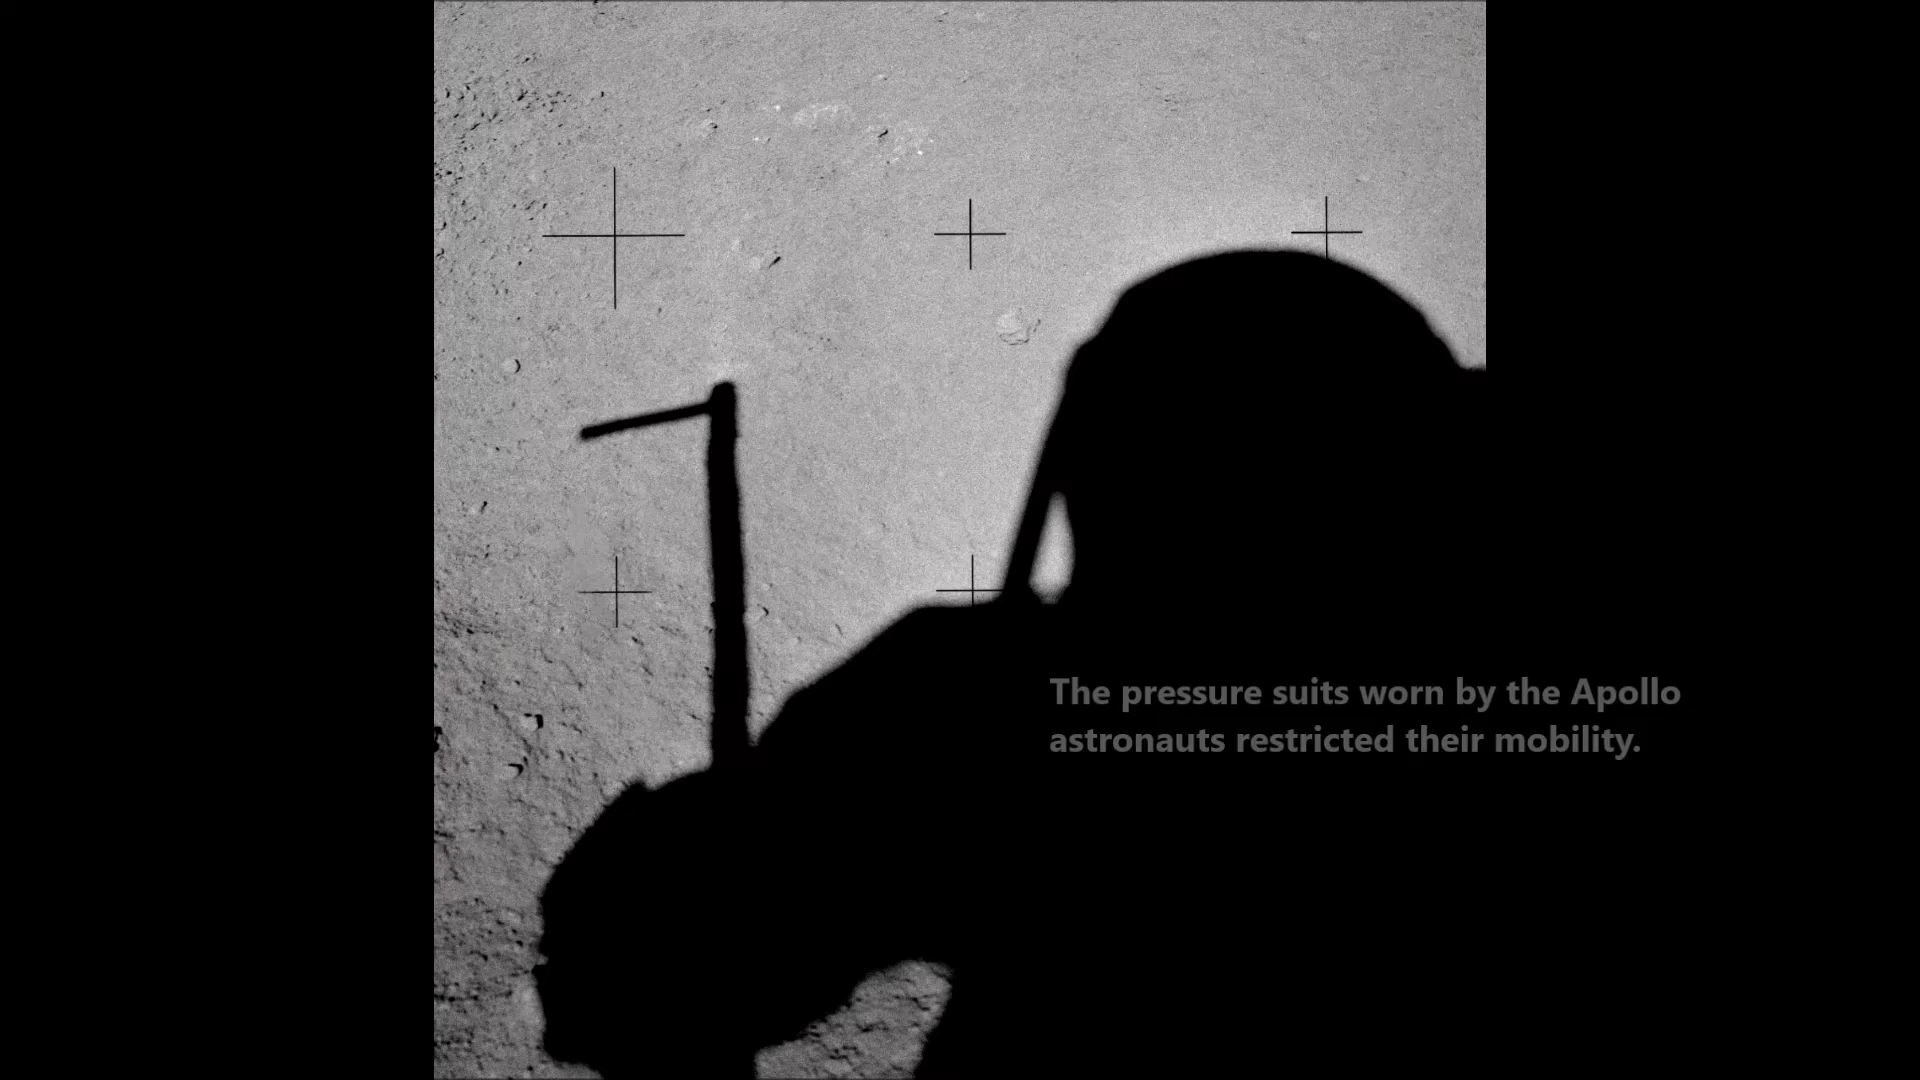 The pressure suits worn by the Apollo
astronauts restricted their mobility.